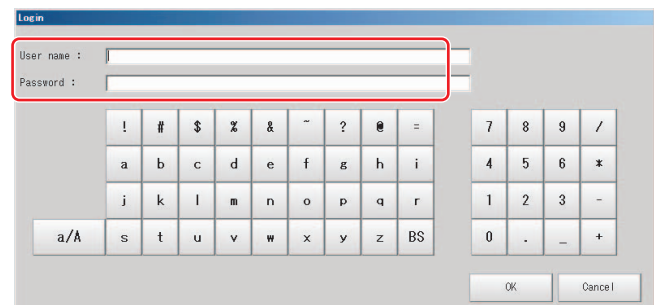 Login
User name :
Password :
! # $ % & ~ ? @ = 7 8 9 /
a b c d e f g h i 4 5 6 *
j k l m n o p q r 1 2 3 -
a/A s t u v w x y z BS 0 . _ +
OK Cancel